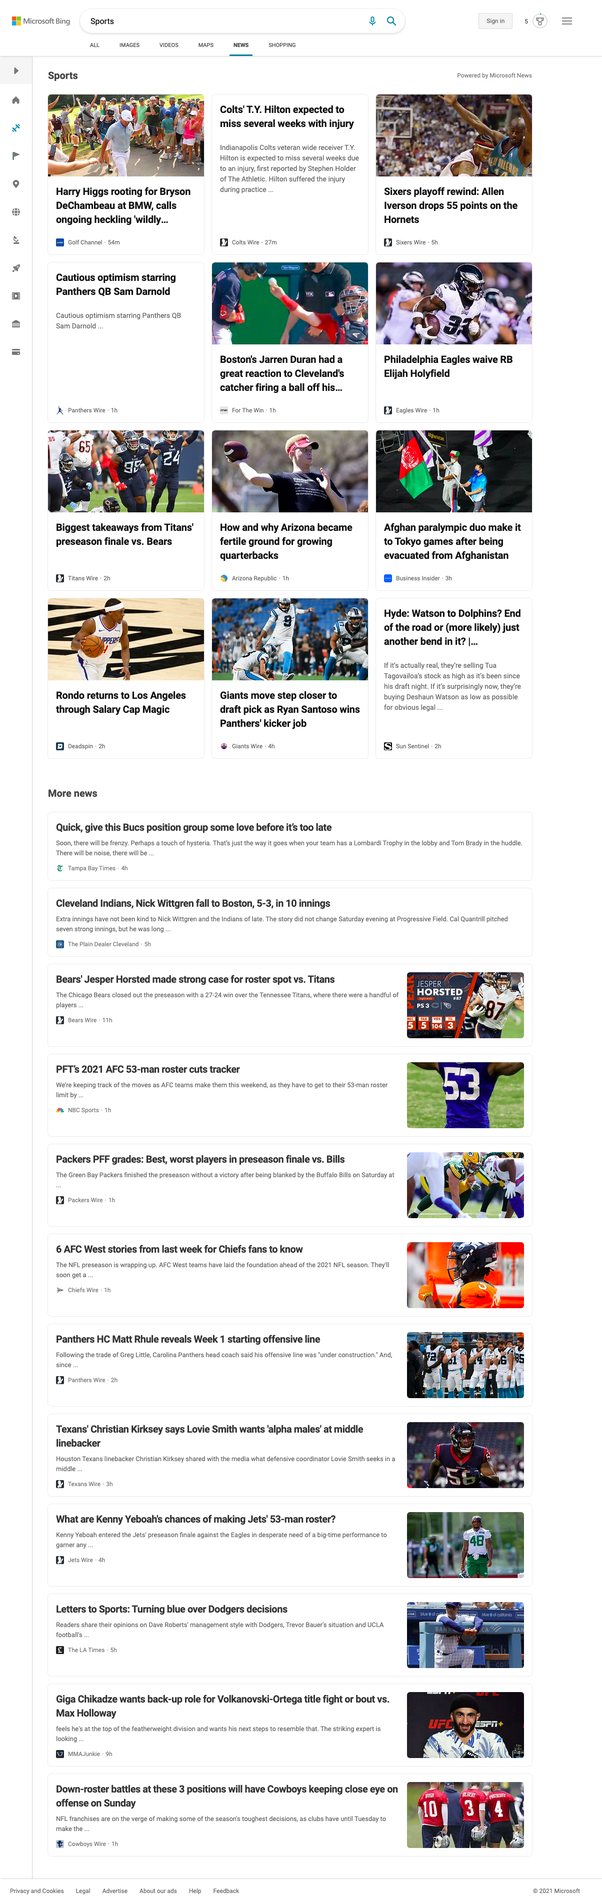 Microsoft Bing
Sports
Sign in
5
ALL IMAGES VIDEOS MAPS NEWS SHOPPING
Sports
Powered by Microsoft News
Harry Higgs rooting for Bryson
DeChambeau at BMW, calls
ongoing heckling 'wildly...
Golf Channel · 54m
Colts' T.Y. Hilton expected to
miss several weeks with injury
Indianapolis Colts veteran wide receiver T.Y.
Hilton is expected to miss several weeks due
to an injury, first reported by Stephen Holder
of The Athletic. Hilton suffered the injury
during practice ...
Colts Wire · 27m
Sixers playoff rewind: Allen
Iverson drops 55 points on the
Hornets
Sixers Wire · 5h
Cautious optimism starring
Panthers QB Sam Darnold
Cautious optimism starring Panthers QB
Sam Darnold ...
Panthers Wire · 1h
Boston's Jarren Duran had a
great reaction to Cleveland's
catcher firing a ball off his...
For The Win · 1h
Philadelphia Eagles waive RB
Elijah Holyfield
Eagles Wire · 1h
Biggest takeaways from Titans'
preseason finale vs. Bears
Titans Wire · 2h
How and why Arizona became
fertile ground for growing
quarterbacks
Arizona Republic · 1h
Afghan paralympic duo make it
to Tokyo games after being
evacuated from Afghanistan
Business Insider · 3h
Rondo returns to Los Angeles
through Salary Cap Magic
Deadspin · 2h
Giants move step closer to
draft pick as Ryan Santoso wins
Panthers' kicker job
Giants Wire · 4h
Hyde: Watson to Dolphins? End
of the road or (more likely) just
another bend in it? |...
If it's actually real, they're selling Tua
Tagovailoa's stock as high as it's been since
his draft night. If it's surprisingly now, they're
buying Deshaun Watson as low as possible
for obvious legal ...
Sun Sentinel · 2h
More news
Quick, give this Bucs position group some love before it's too late
Soon, there will be frenzy. Perhaps a touch of hysteria. That's just the way it goes when your team has a Lombardi Trophy in the lobby and Tom Brady in the huddle.
There will be noise, there will be ...
Tampa Bay Times · 4h
Cleveland Indians, Nick Wittgren fall to Boston, 5-3, in 10 innings
Extra innings have not been kind to Nick Wittgren and the Indians of late. The story did not change Saturday evening at Progressive Field. Cal Quantrill pitched
seven strong innings, but he was long ...
The Plain Dealer Cleveland · 5h
Bears' Jesper Horsted made strong case for roster spot vs. Titans
The Chicago Bears closed out the preseason with a 27-24 win over the Tennessee Titans, where there were a handful of
players ...
Bears Wire · 11h
JESPER
HORSTED
#87
PS 3
5 5 104 3
87
PFT's 2021 AFC 53-man roster cuts tracker
We're keeping track of the moves as AFC teams make them this weekend, as they have to get to their 53-man roster
limit by ...
NBC Sports · 1h
53
Packers PFF grades: Best, worst players in preseason finale vs. Bills
The Green Bay Packers finished the preseason without a victory after being blanked by the Buffalo Bills on Saturday at
...
Packers Wire · 1h
6 AFC West stories from last week for Chiefs fans to know
The NFL preseason is wrapping up. AFC West teams have laid the foundation ahead of the 2021 NFL season. They'll
soon get a ...
Chiefs Wire · 1h
Panthers HC Matt Rhule reveals Week 1 starting offensive line
Following the trade of Greg Little, Carolina Panthers head coach said his offensive line was "under construction." And,
since ...
Panthers Wire · 2h
Texans' Christian Kirksey says Lovie Smith wants 'alpha males' at middle
linebacker
Houston Texans linebacker Christian Kirksey shared with the media what defensive coordinator Lovie Smith seeks in a
middle ...
Texans Wire · 3h
What are Kenny Yeboah's chances of making Jets' 53-man roster?
Kenny Yeboah entered the Jets' preseason finale against the Eagles in desperate need of a big-time performance to
garner any ...
Jets Wire · 4h
48
Letters to Sports: Turning blue over Dodgers decisions
Readers share their opinions on Dave Roberts' management style with Dodgers, Trevor Bauer's situation and UCLA
football's ...
The LA Times · 5h
Giga Chikadze wants back-up role for Volkanovski-Ortega title fight or bout vs.
Max Holloway
feels he's at the top of the featherweight division and wants his next steps to resemble that. The striking expert is
looking ...
MMAJunkie · 9h
UFC
ESPN+
Down-roster battles at these 3 positions will have Cowboys keeping close eye on
offense on Sunday
NFL franchises are on the verge of making some of the season's toughest decisions, as clubs have until Tuesday to
make the ...
Cowboys Wire · 1h
10 3 4
Privacy and Cookies Legal Advertise About our ads Help Feedback © 2021 Microsoft